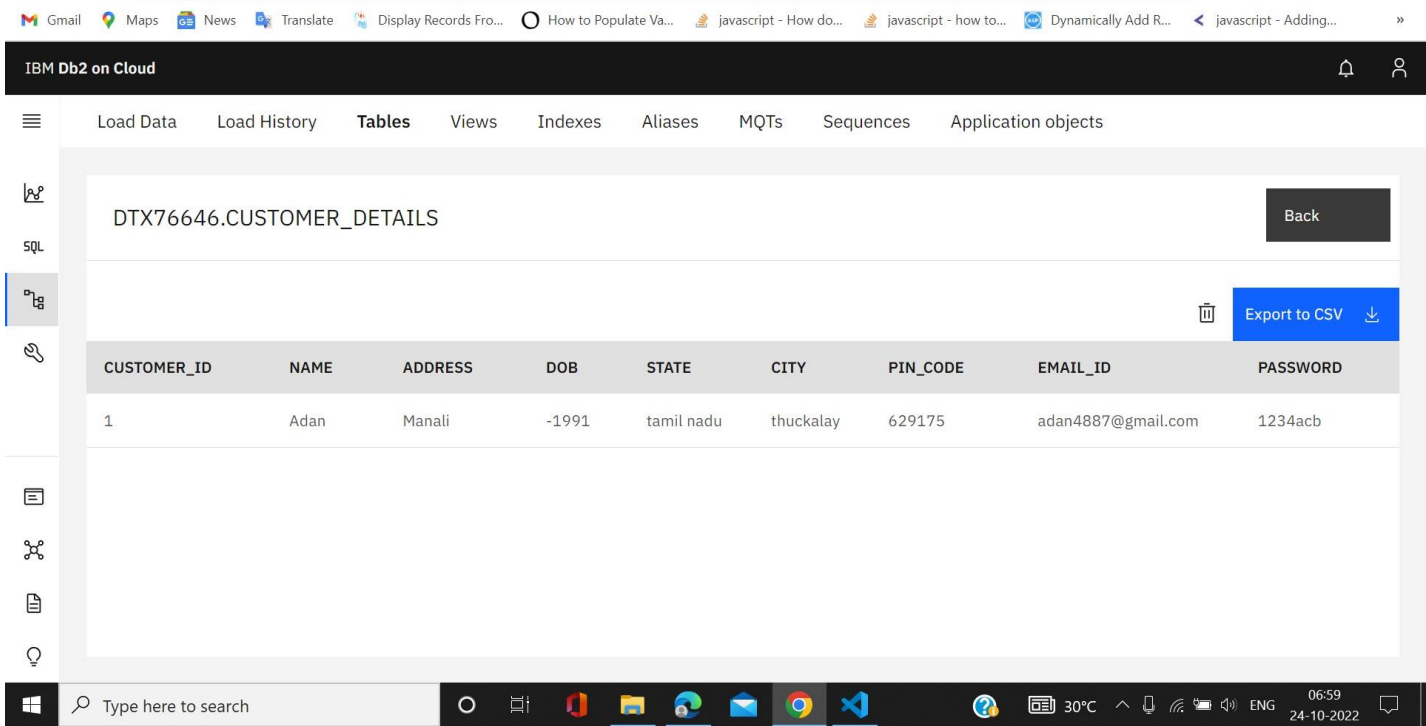 Gmail Maps News Translate Display Records Fro... How to Populate Va... javascript - How do... javascript - how to... Dynamically Add R... javascript - Adding... »
IBM Db2 on Cloud
Load Data Load History Tables Views Indexes Aliases MQTs Sequences Application objects
DTX76646.CUSTOMER_DETAILS
Back
SQL
Export to CSV
CUSTOMER_ID NAME ADDRESS DOB STATE CITY PIN_CODE EMAIL_ID PASSWORD
1 Adan Manali -1991 tamil nadu thuckalay 629175 adan4887@gmail.com 1234acb
Type here to search
30°C ENG
06:59
24-10-2022